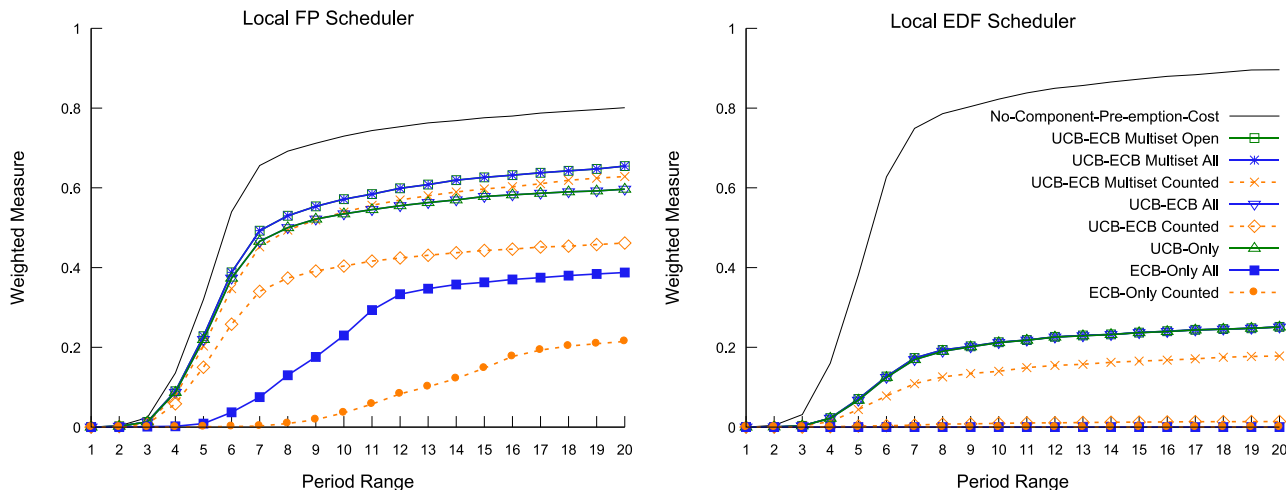 Local FP Scheduler
1
0.8
0.6
0.4
0.2
0
Weighted Measure
1 2 3 4 5 6 7 8 9 10 11 12 13 14 15 16 17 18 19 20
Period Range
Local EDF Scheduler
1
0.8
0.6
0.4
0.2
0
Weighted Measure
No-Component-Pre-emption-Cost
UCB-ECB Multiset Open
UCB-ECB Multiset All
UCB-ECB Multiset Counted
UCB-ECB All
UCB-ECB Counted
UCB-Only
ECB-Only All
ECB-Only Counted
1 2 3 4 5 6 7 8 9 10 11 12 13 14 15 16 17 18 19 20
Period Range